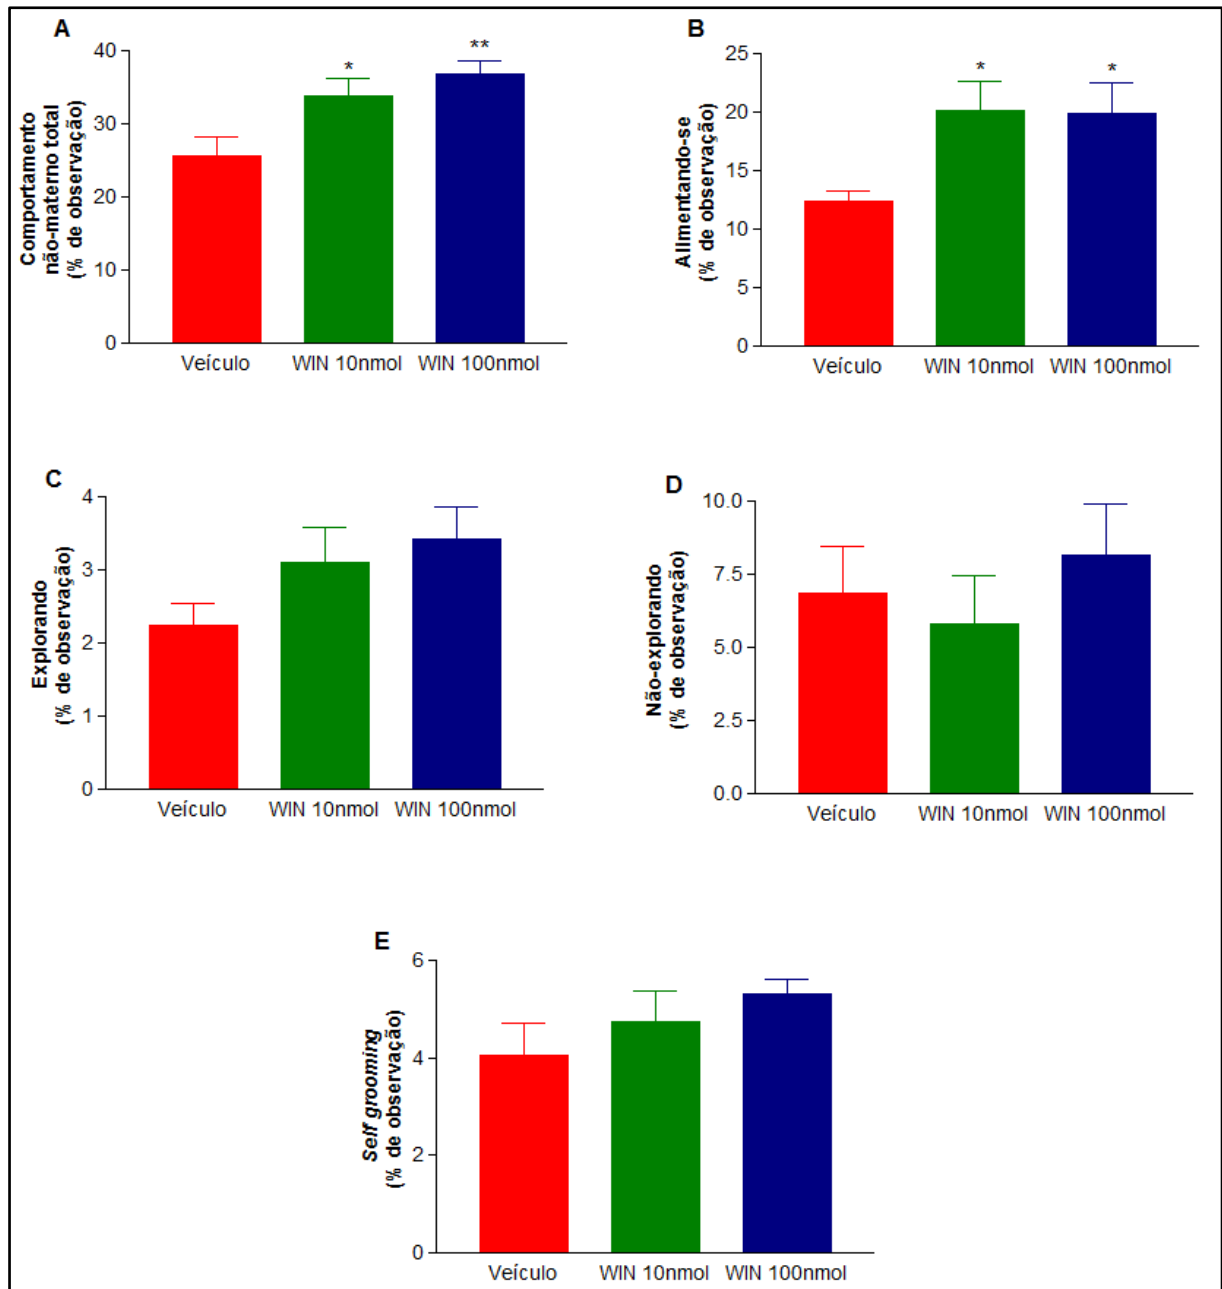 A
Comportamento
não-materno total
(% de observação)
40
30
20
10
0
*
**
Veículo
WIN 10nmol
WIN 100nmol
B
Alimentando-se
(% de observação)
25
20
15
10
5
0
*
*
Veículo
WIN 10nmol
WIN 100nmol
C
Explorando
(% de observação)
4
3
2
1
0
Veículo
WIN 10nmol
WIN 100nmol
D
Não-explorando
(% de observação)
10.0
7.5
5.0
2.5
0.0
Veículo
WIN 10nmol
WIN 100nmol
E
Self grooming
(% de observação)
6
4
2
0
Veículo
WIN 10nmol
WIN 100nmol